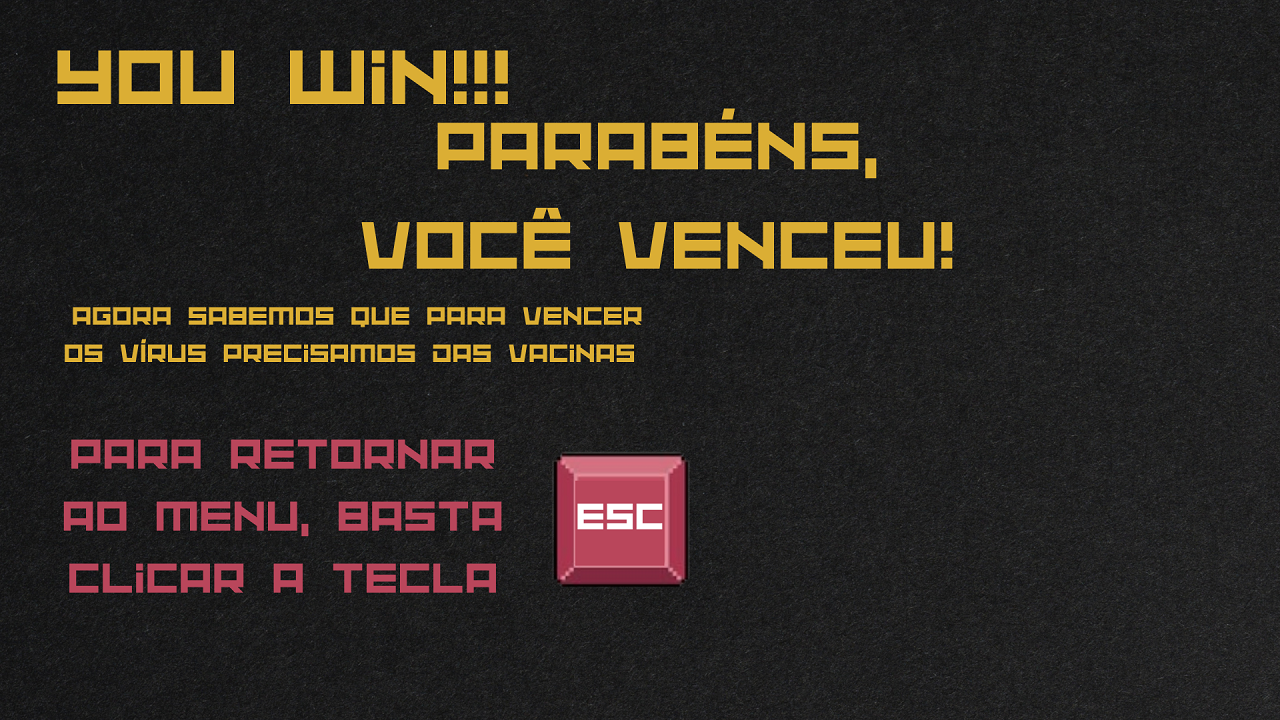 YOU WiN!!!
PARABÉNS,
VOCÊ VENCEU!
AGORA SABEMOS QUE PARA VENCER
OS VÍRUS PRECiSAMOS DAS VACiNAS
PARA RETORNAR
AO MENU, BASTA
CLiCAR A TECLA
ESC